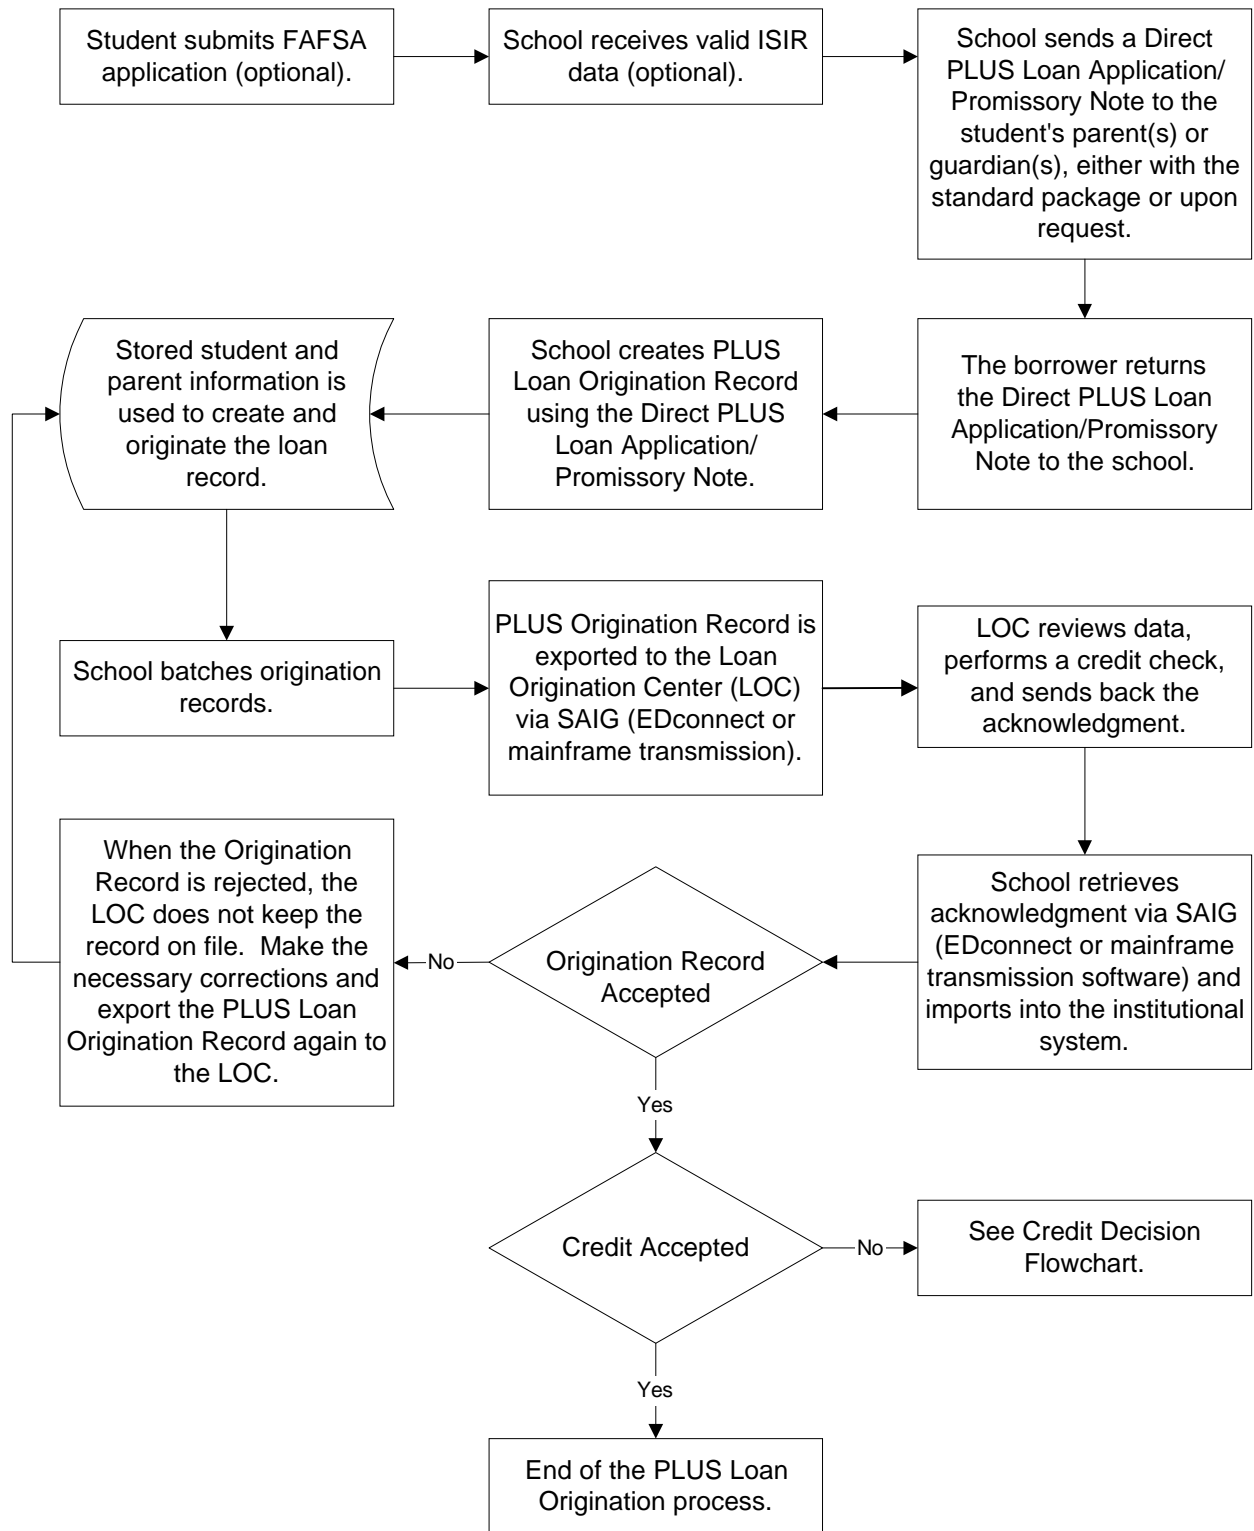 Student submits FAFSA
application (optional).
School receives valid ISIR
data (optional).
School sends a Direct
PLUS Loan Application/
Promissory Note to the
student's parent(s) or
guardian(s), either with the
standard package or upon
request.
Stored student and
parent information is
used to create and
originate the loan
record.
School creates PLUS
Loan Origination Record
using the Direct PLUS
Loan Application/
Promissory Note.
The borrower returns
the Direct PLUS Loan
Application/Promissory
Note to the school.
School batches origination
records.
PLUS Origination Record is
exported to the Loan
Origination Center (LOC)
via SAIG (EDconnect or
mainframe transmission).
LOC reviews data,
performs a credit check,
and sends back the
acknowledgment.
When the Origination
Record is rejected, the
LOC does not keep the
record on file.  Make the
necessary corrections and
export the PLUS Loan
Origination Record again to
the LOC.
No
Origination Record
Accepted
School retrieves
acknowledgment via SAIG
(EDconnect or mainframe
transmission software) and
imports into the institutional
system.
Yes
Credit Accepted
No
See Credit Decision
Flowchart.
Yes
End of the PLUS Loan
Origination process.